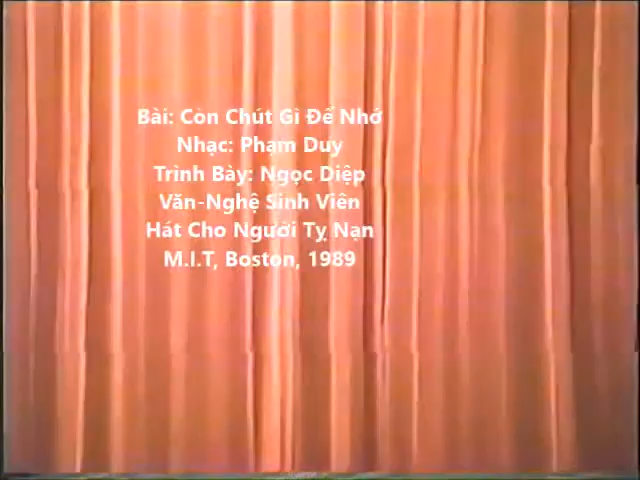 Bài: Còn Chút Gì Để Nhớ
Nhạc: Phạm Duy
Trình Bày: Ngọc Diệp
Văn-Nghệ Sinh Viên
Hát Cho Người Tỵ Nạn
M.I.T, Boston, 1989